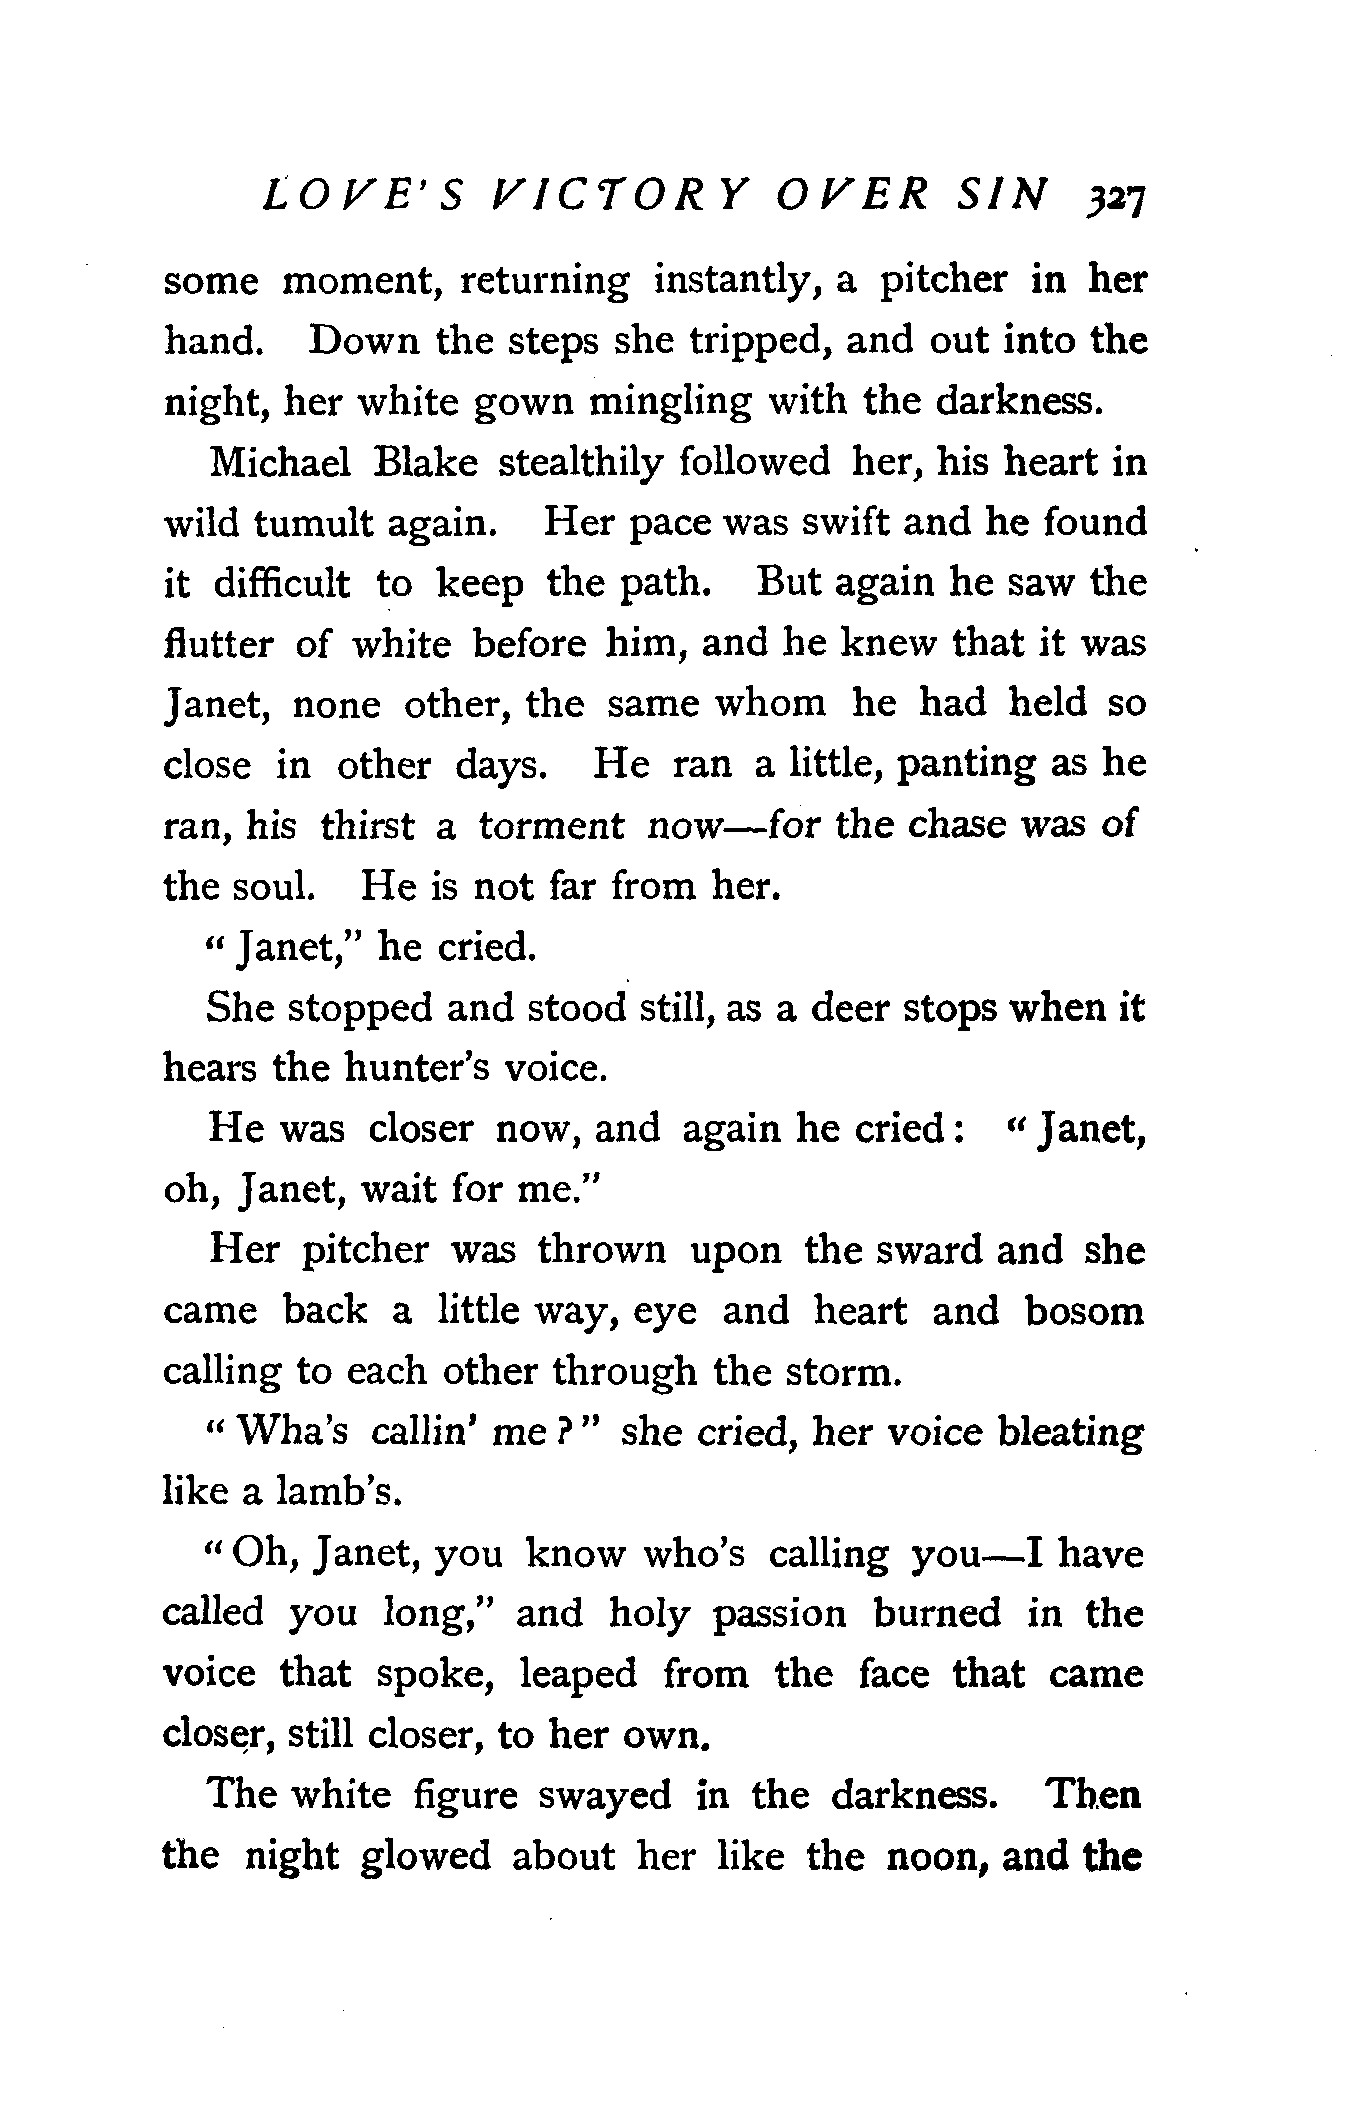 LOVE'S VICTORY OVER SIN 327
some moment, returning instantly, a pitcher in her
hand. Down the steps she tripped, and out into the
night, her white gown mingling with the darkness.
Michael Blake stealthily followed her, his heart in
wild tumult again. Her pace was swift and he found
it difficult to keep the path. But again he saw the
flutter of white before him, and he knew that it was
Janet, none other, the same whom he had held so
close in other days. He ran a little, panting as he
ran, his thirst a torment now—for the chase was of
the soul. He is not far from her.
"Janet," he cried.
She stopped and stood still, as a deer stops when it
hears the hunter's voice.
He was closer now, and again he cried: "Janet,
oh, Janet, wait for me."
Her pitcher was thrown upon the sward and she
came back a little way, eye and heart and bosom
calling to each other through the storm.
"Wha's callin' me?" she cried, her voice bleating
like a lamb's.
"Oh, Janet, you know who's calling you—I have
called you long," and holy passion burned in the
voice that spoke, leaped from the face that came
closer, still closer, to her own.
The white figure swayed in the darkness. Then
the night glowed about her like the noon, and the